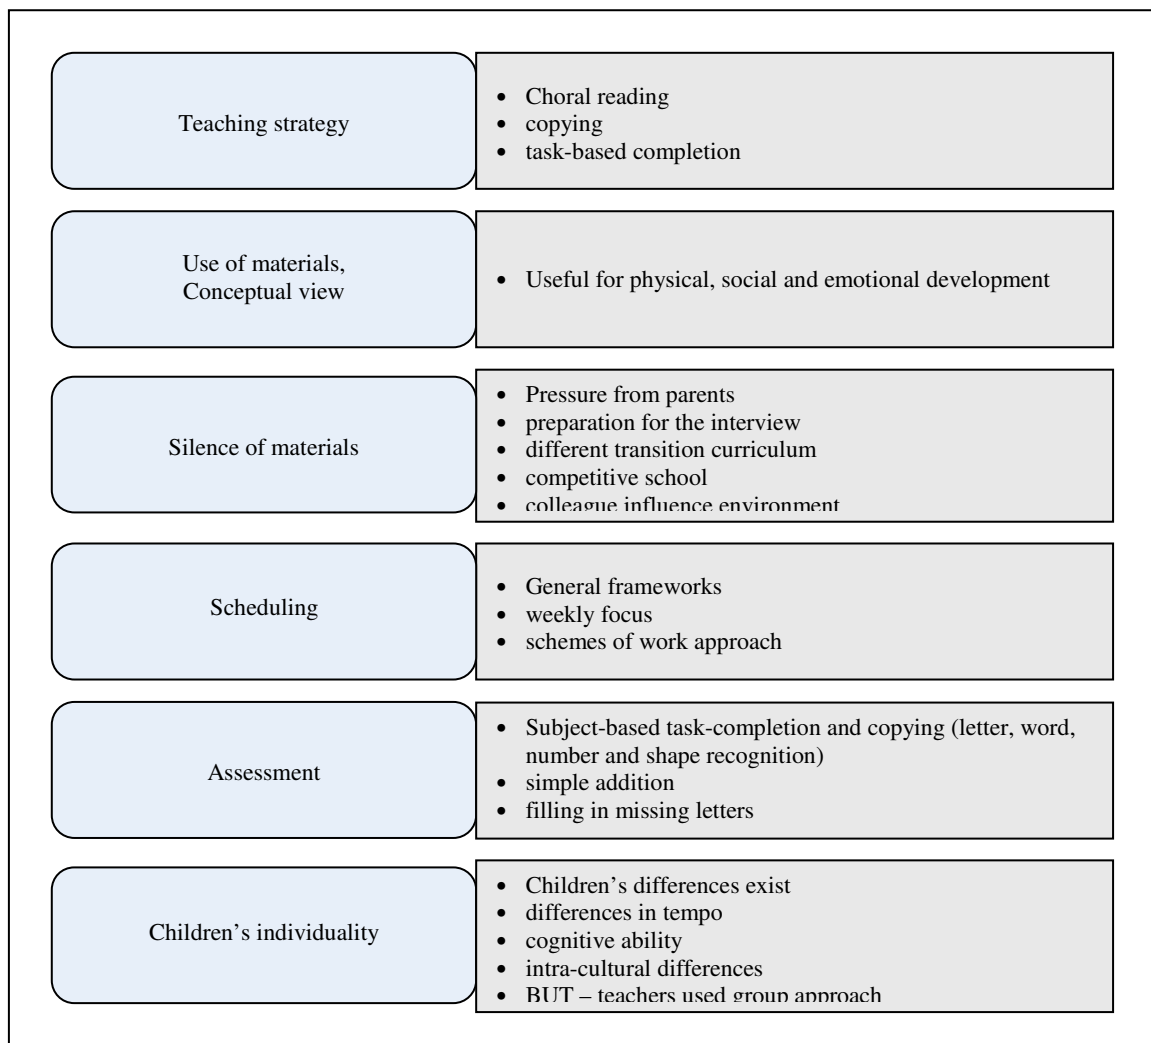 Teaching strategy
• Choral reading
• copying
• task-based completion
Use of materials,
Conceptual view
• Useful for physical, social and emotional development
Silence of materials
• Pressure from parents
• preparation for the interview
• different transition curriculum
• competitive school
• colleague influence environment
Scheduling
• General frameworks
• weekly focus
• schemes of work approach
Assessment
• Subject-based task-completion and copying (letter, word,
number and shape recognition)
• simple addition
• filling in missing letters
Children’s individuality
• Children’s differences exist
• differences in tempo
• cognitive ability
• intra-cultural differences
• BUT – teachers used group approach